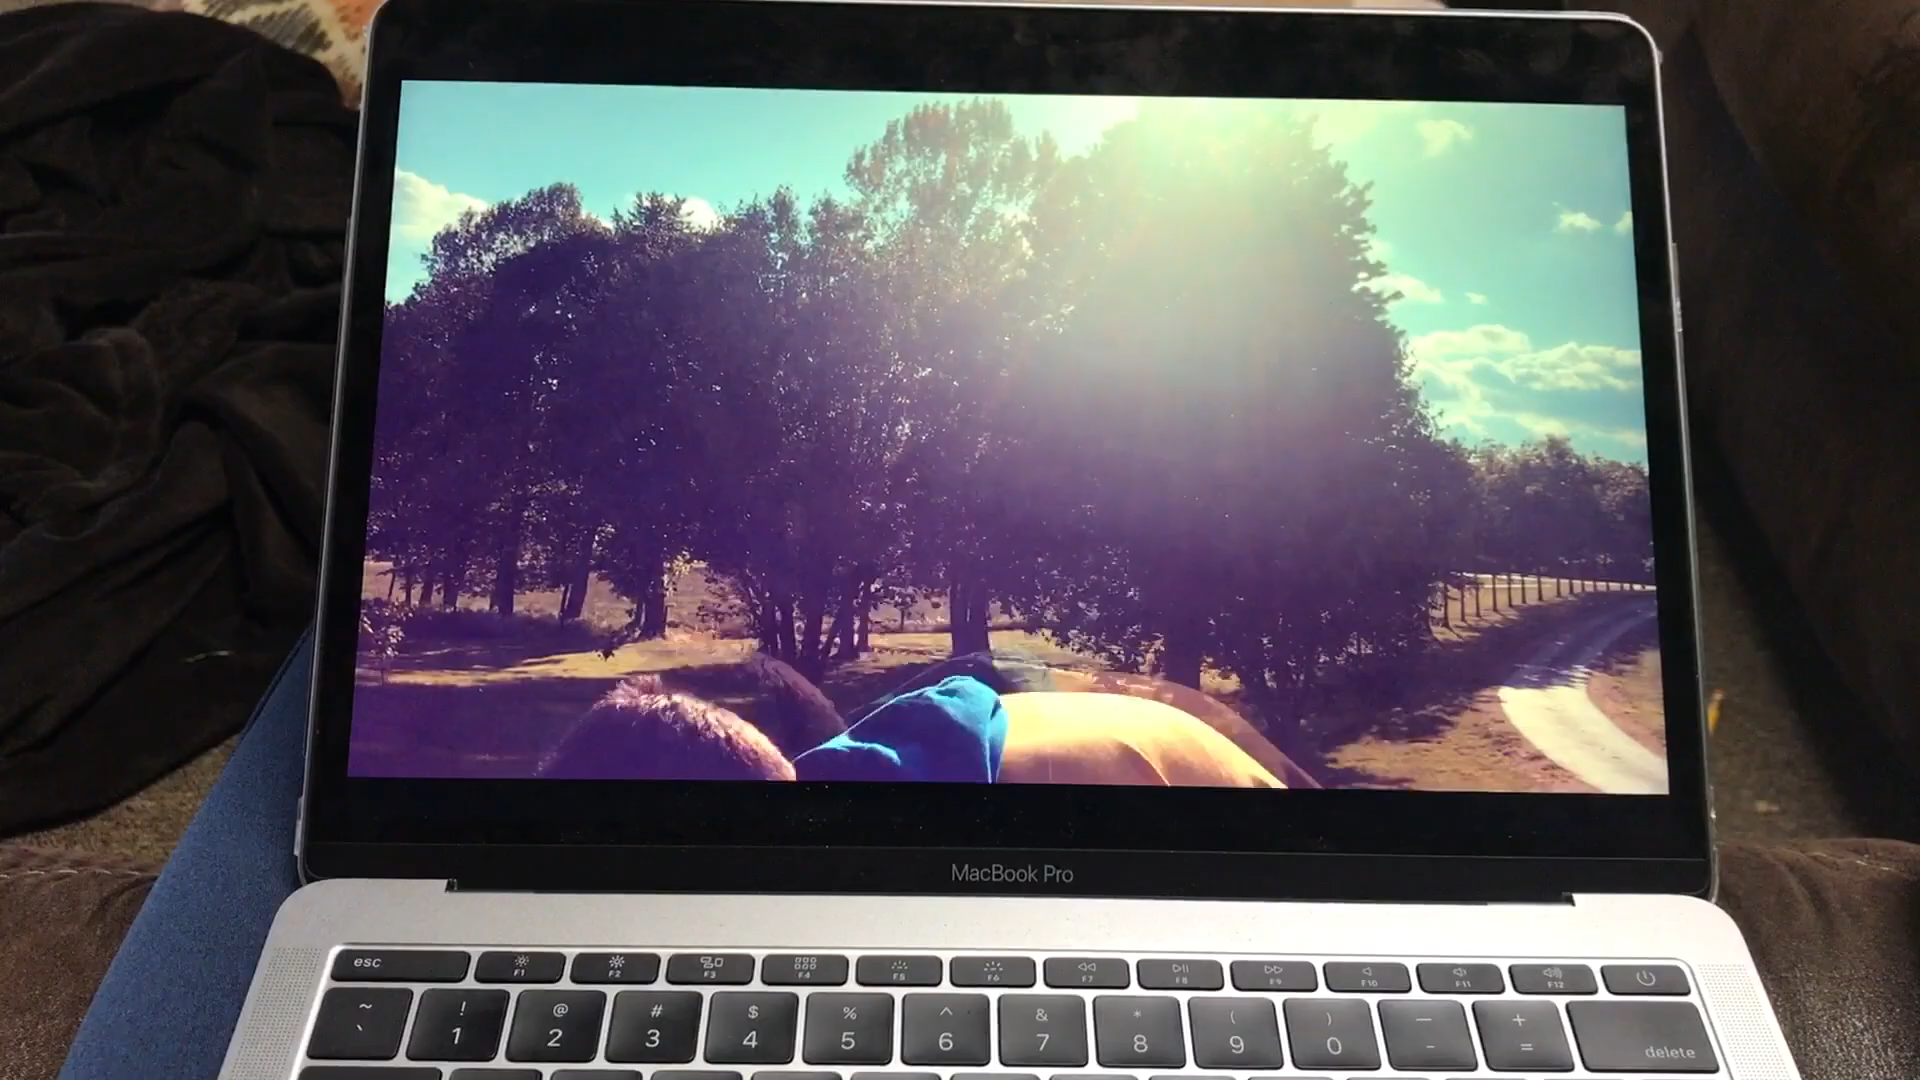 MacBook Pro
esc F1 F2 F3 F4 F5 F6 F7 F8 F9 F10 F11 F12
~ ! @ # $ % ^ & * ( ) — +
` 1 2 3 4 5 6 7 8 9 0 - = delete